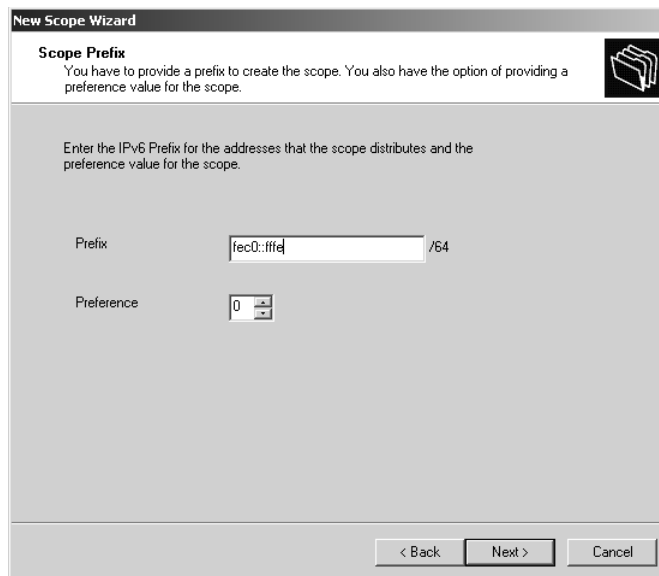 New Scope Wizard
Scope Prefix
You have to provide a prefix to create the scope. You also have the option of providing a
preference value for the scope.
Enter the IPv6 Prefix for the addresses that the scope distributes and the
preference value for the scope.
Prefix fec0::fffe /64
Preference 0
< Back Next > Cancel